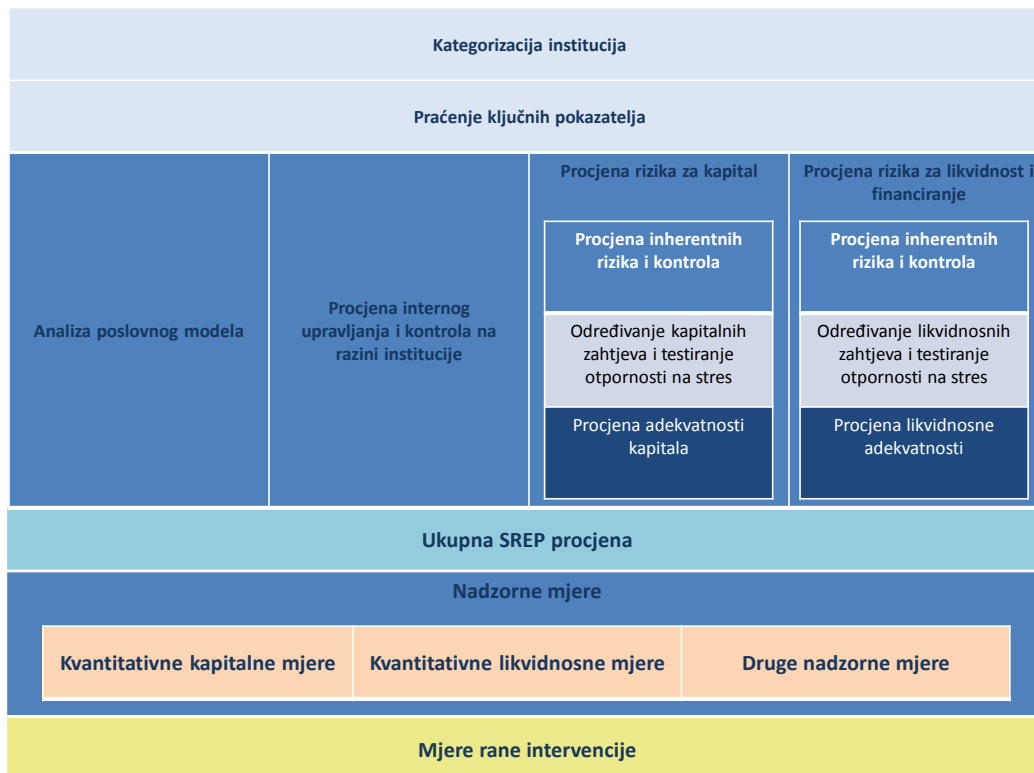 Kategorizacija institucija
Praćenje ključnih pokazatelja
Analiza poslovnog modela
Procjena internog
upravljanja i kontrola na
razini institucije
Procjena rizika za kapital
Procjena inherentnih
rizika i kontrola
Određivanje kapitalnih
zahtjeva i testiranje
otpornosti na stres
Procjena adekvatnosti
kapitala
Procjena rizika za likvidnost i
financiranje
Procjena inherentnih
rizika i kontrola
Određivanje likvidnosnih
zahtjeva i testiranje
otpornosti na stres
Procjena likvidnosne
adekvatnosti
Ukupna SREP procjena
Nadzorne mjere
Kvantitativne kapitalne mjere
Kvantitativne likvidnosne mjere
Druge nadzorne mjere
Mjere rane intervencije